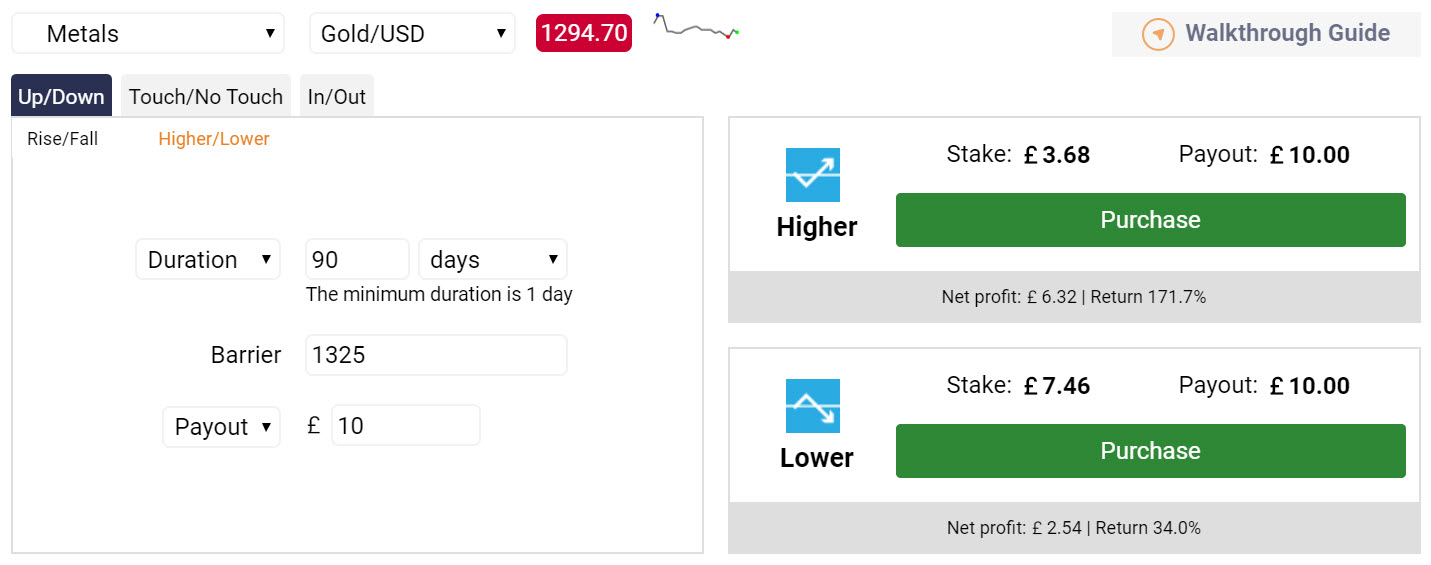 Metals ▼ Gold/USD ▼ 1294.70 Walkthrough Guide
Up/Down Touch/No Touch In/Out
Rise/Fall Higher/Lower
Duration ▼ 90 days ▼
The minimum duration is 1 day
Barrier 1325
Payout ▼ £ 10
Stake: £ 3.68 Payout: £ 10.00
Higher Purchase
Net profit: £ 6.32 | Return 171.7%
Stake: £ 7.46 Payout: £ 10.00
Lower Purchase
Net profit: £ 2.54 | Return 34.0%